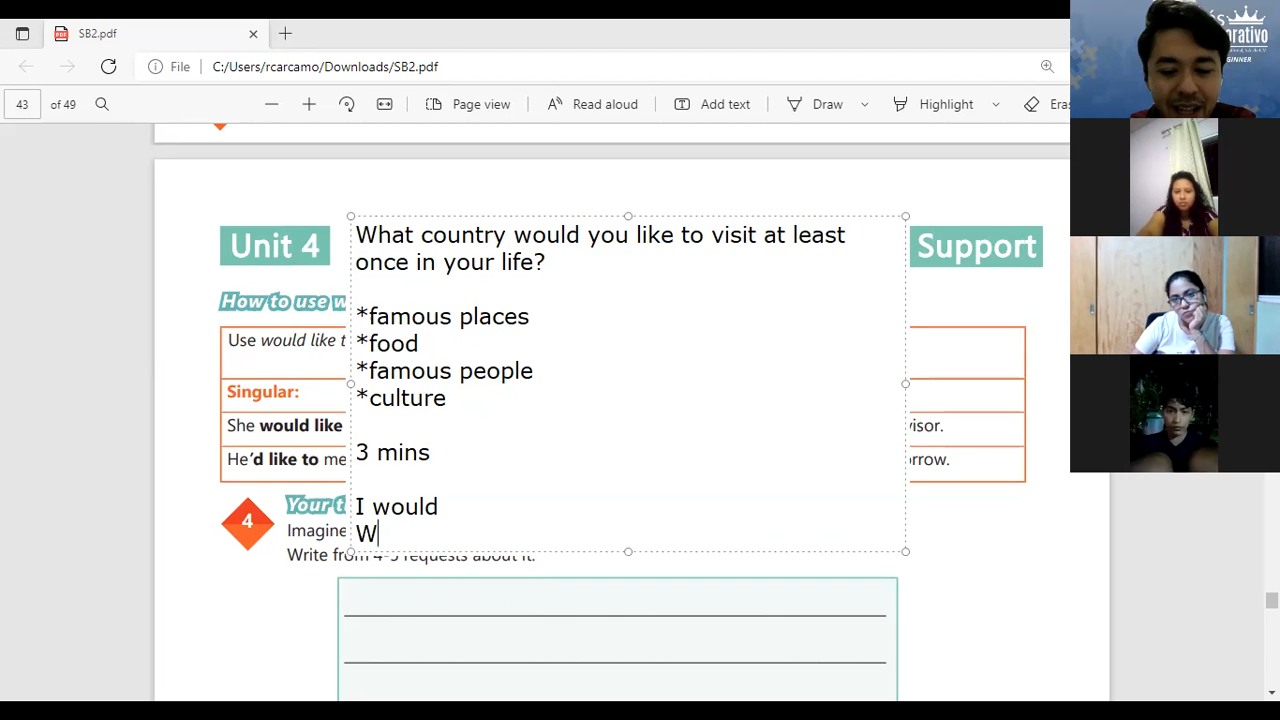 SB2.pdf
File C:/Users/rcarcamo/Downloads/SB2.pdf
43 of 49 Page view Read aloud Add text Draw Highlight
Unit 4
What country would you like to visit at least
once in your life?
Support
How to use w
*famous places
Use would like t
*food
*famous people
Singular:
*culture
She would like
visor.
3 mins
He'd like to me
orrow.
4
Your t
I would
Imagine
W
Write from 4-5 requests about it.